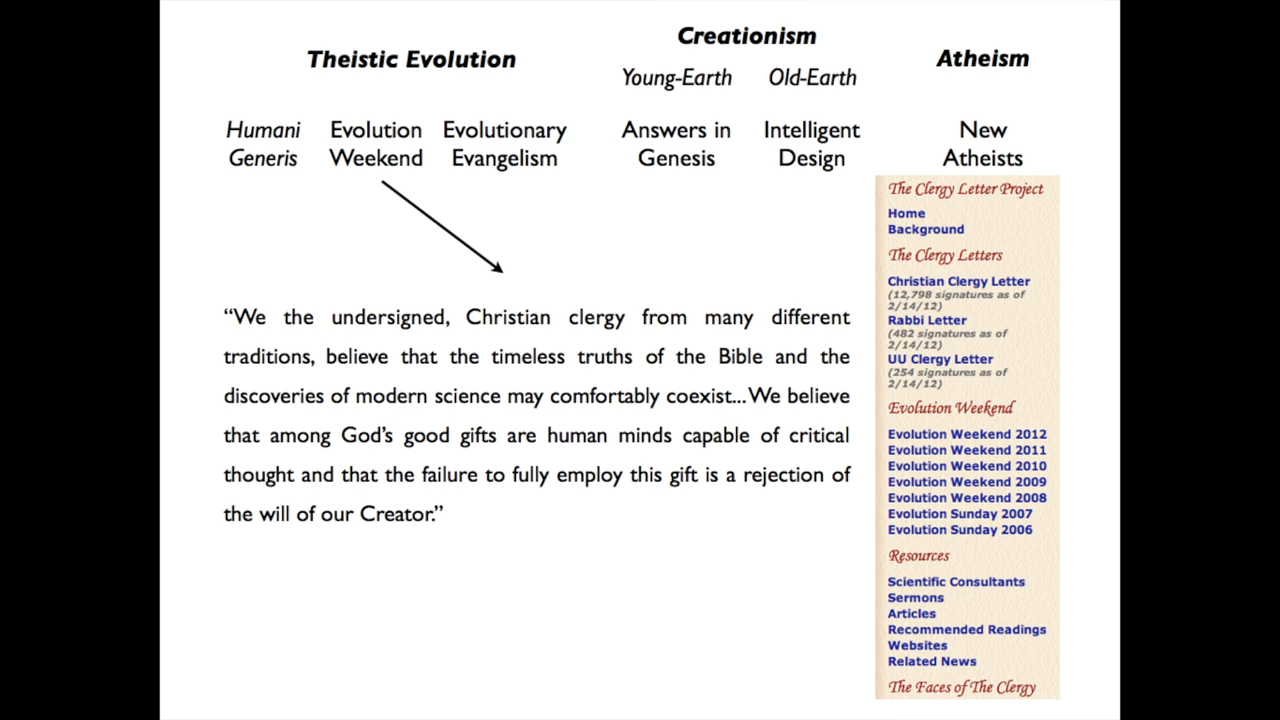 Theistic Evolution
Creationism
Atheism
Young-Earth
Old-Earth
Humani
Generis
Evolution
Weekend
Evolutionary
Evangelism
Answers in
Genesis
Intelligent
Design
New
Atheists
“We the undersigned, Christian clergy from many different
traditions, believe that the timeless truths of the Bible and the
discoveries of modern science may comfortably coexist... We believe
that among God’s good gifts are human minds capable of critical
thought and that the failure to fully employ this gift is a rejection of
the will of our Creator.”
The Clergy Letter Project
Home
Background
The Clergy Letters
Christian Clergy Letter
(12,798 signatures as of
2/14/12)
Rabbi Letter
(482 signatures as of
2/14/12)
UU Clergy Letter
(254 signatures as of
2/14/12)
Evolution Weekend
Evolution Weekend 2012
Evolution Weekend 2011
Evolution Weekend 2010
Evolution Weekend 2009
Evolution Weekend 2008
Evolution Sunday 2007
Evolution Sunday 2006
Resources
Scientific Consultants
Sermons
Articles
Recommended Readings
Websites
Related News
The Faces of The Clergy